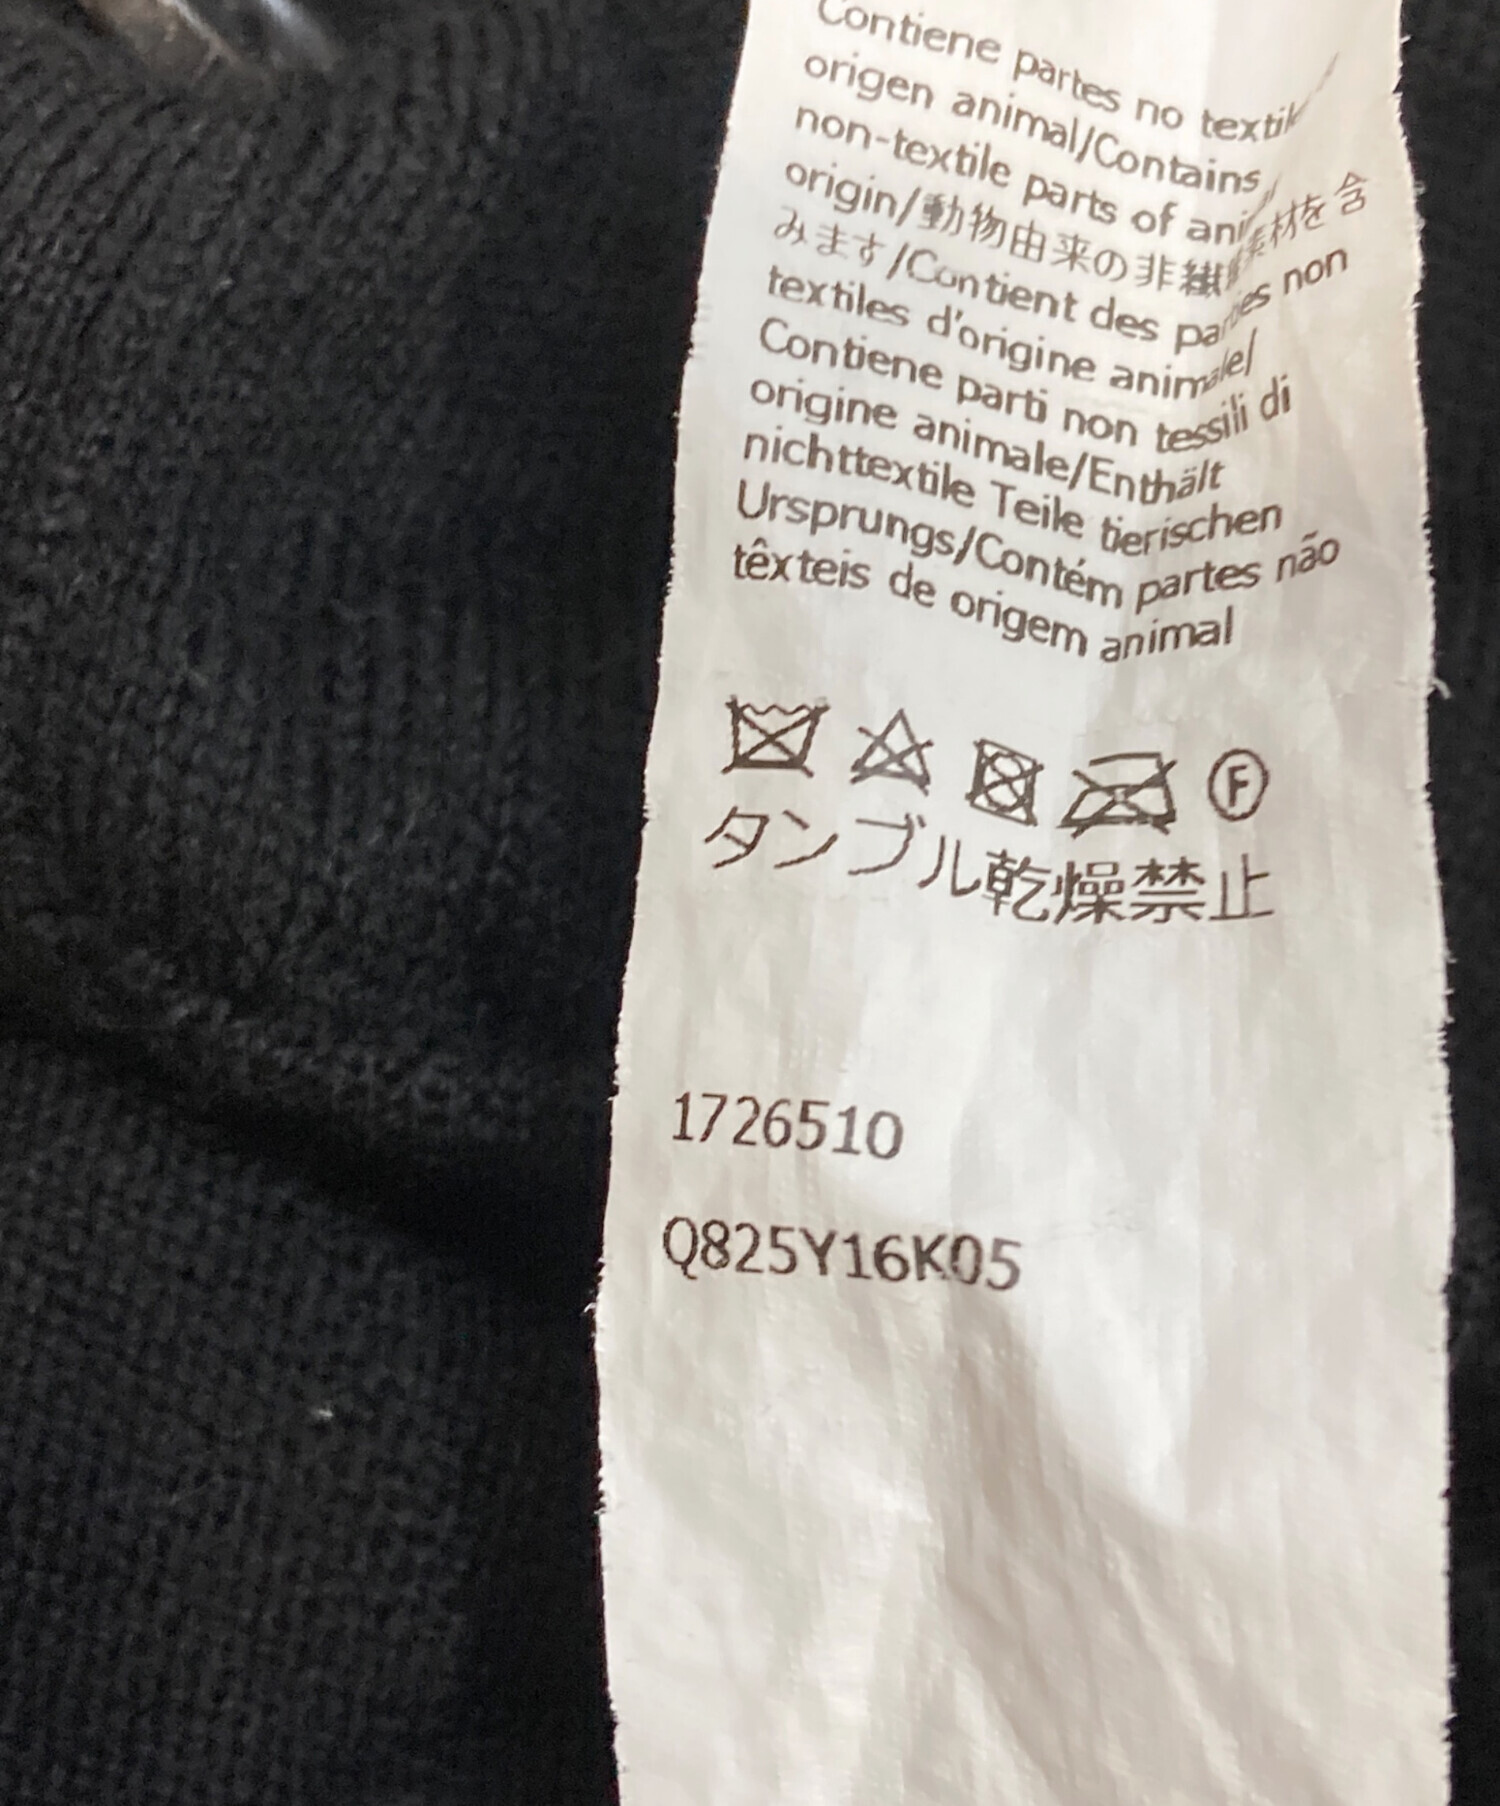 Contiene partes no
origen animal/Contains
non-textile parts of
origin/動物由来の非繊維素材を含
みます/Contient des parties non
textiles d'origine animale/
Contiene parti non tessili di
origine animale/Enthält
nichttextile Teile tierischen
Ursprungs/Contém partes não
têxteis de origem animal
F
タンブル乾燥禁止
1726510
Q825Y16K05